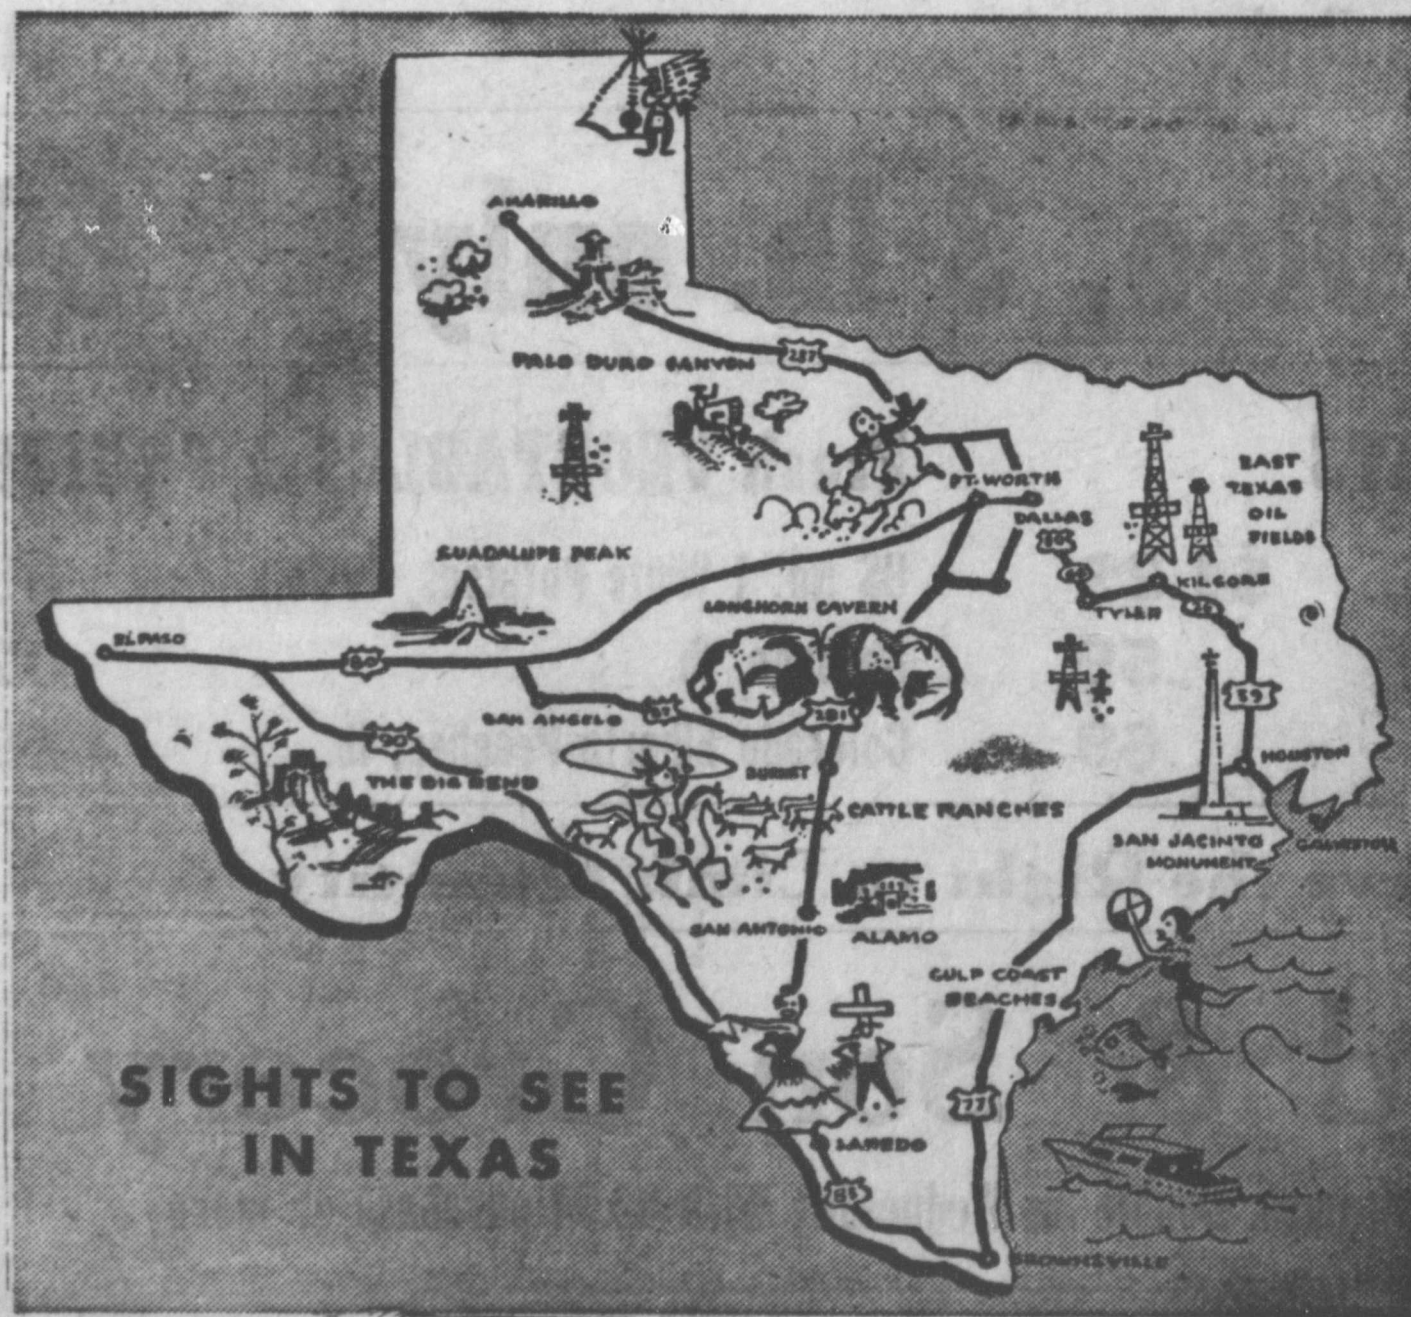 AMARILLO
PALO DURO CANYON
287
FT. WORTH
DALLAS
80
EAST
TEXAS
OIL
FIELDS
KILGORE
TYLER
GUADALUPE PEAK
LONGHORN CAVERN
EL PASO
80
SAN ANGELO
87
281
59
HOUSTON
90
THE BIG BEND
BURNET
CATTLE RANCHES
SAN JACINTO
MONUMENT
GALVESTON
SAN ANTONIO
ALAMO
GULF COAST
BEACHES
SIGHTS TO SEE
IN TEXAS
77
LAREDO
BROWNSVILLE